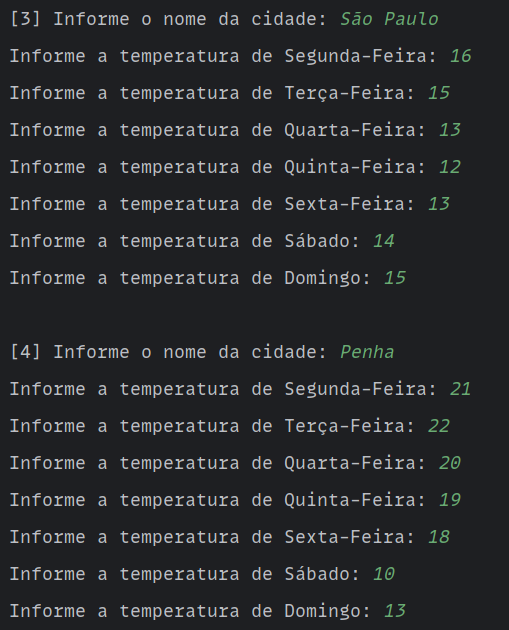 [3] Informe o nome da cidade: São Paulo
Informe a temperatura de Segunda-Feira: 16
Informe a temperatura de Terça-Feira: 15
Informe a temperatura de Quarta-Feira: 13
Informe a temperatura de Quinta-Feira: 12
Informe a temperatura de Sexta-Feira: 13
Informe a temperatura de Sábado: 14
Informe a temperatura de Domingo: 15
[4] Informe o nome da cidade: Penha
Informe a temperatura de Segunda-Feira: 21
Informe a temperatura de Terça-Feira: 22
Informe a temperatura de Quarta-Feira: 20
Informe a temperatura de Quinta-Feira: 19
Informe a temperatura de Sexta-Feira: 18
Informe a temperatura de Sábado: 10
Informe a temperatura de Domingo: 13